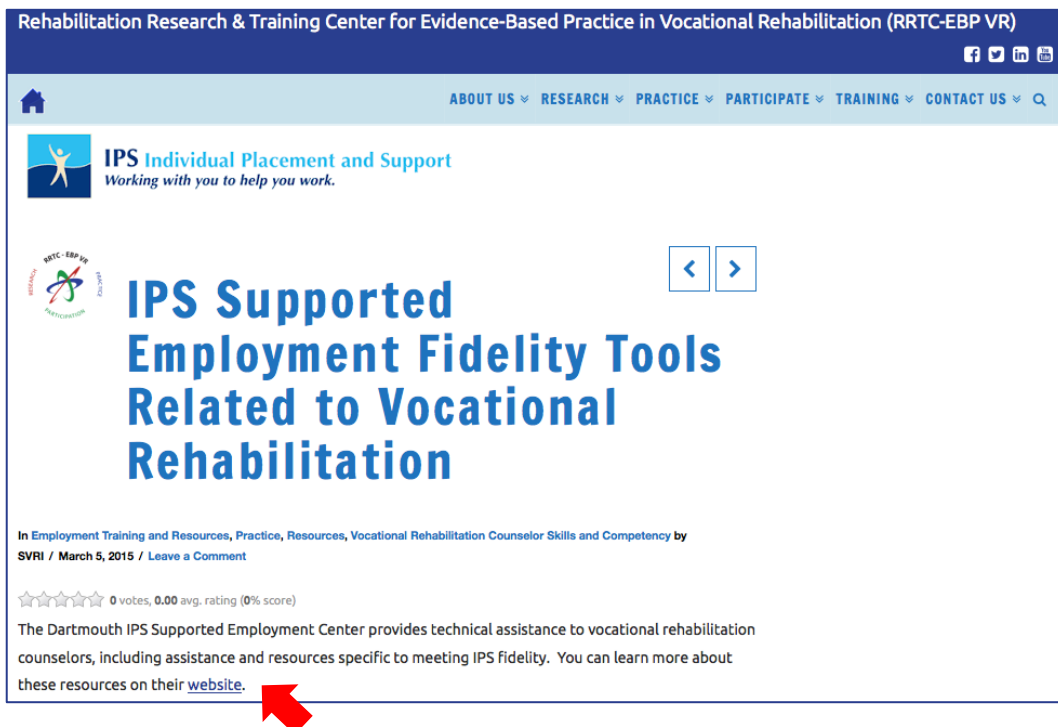 Rehabilitation Research & Training Center for Evidence-Based Practice in Vocational Rehabilitation (RRTC-EBP VR)
ABOUT US RESEARCH PRACTICE PARTICIPATE TRAINING CONTACT US
IPS Individual Placement and Support
Working with you to help you work.
RRTC - EBP VR
RESEARCH
PRACTICE
PARTICIPATION
IPS Supported
Employment Fidelity Tools
Related to Vocational
Rehabilitation
In Employment Training and Resources, Practice, Resources, Vocational Rehabilitation Counselor Skills and Competency by
SVRI / March 5, 2015 / Leave a Comment
0 votes, 0.00 avg. rating (0% score)
The Dartmouth IPS Supported Employment Center provides technical assistance to vocational rehabilitation
counselors, including assistance and resources specific to meeting IPS fidelity. You can learn more about
these resources on their website.